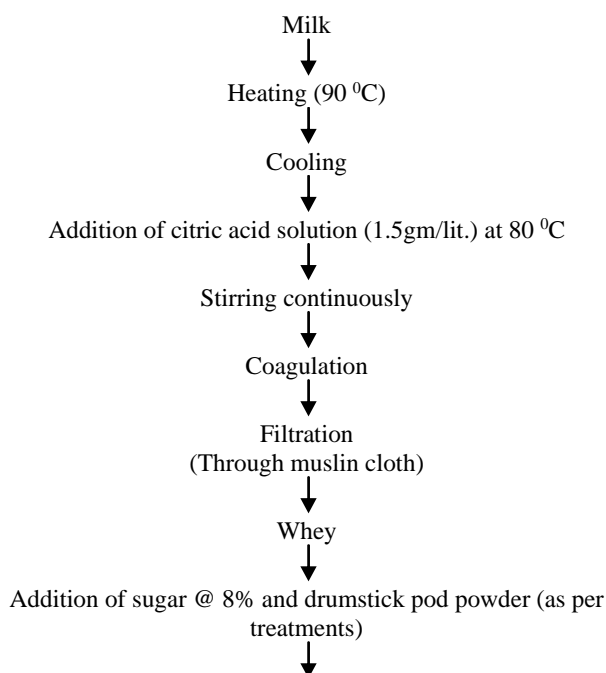 Milk
Heating (90 ⁰C)
Cooling
Addition of citric acid solution (1.5gm/lit.) at 80 ⁰C
Stirring continuously
Coagulation
Filtration
(Through muslin cloth)
Whey
Addition of sugar @ 8% and drumstick pod powder (as per
treatments)